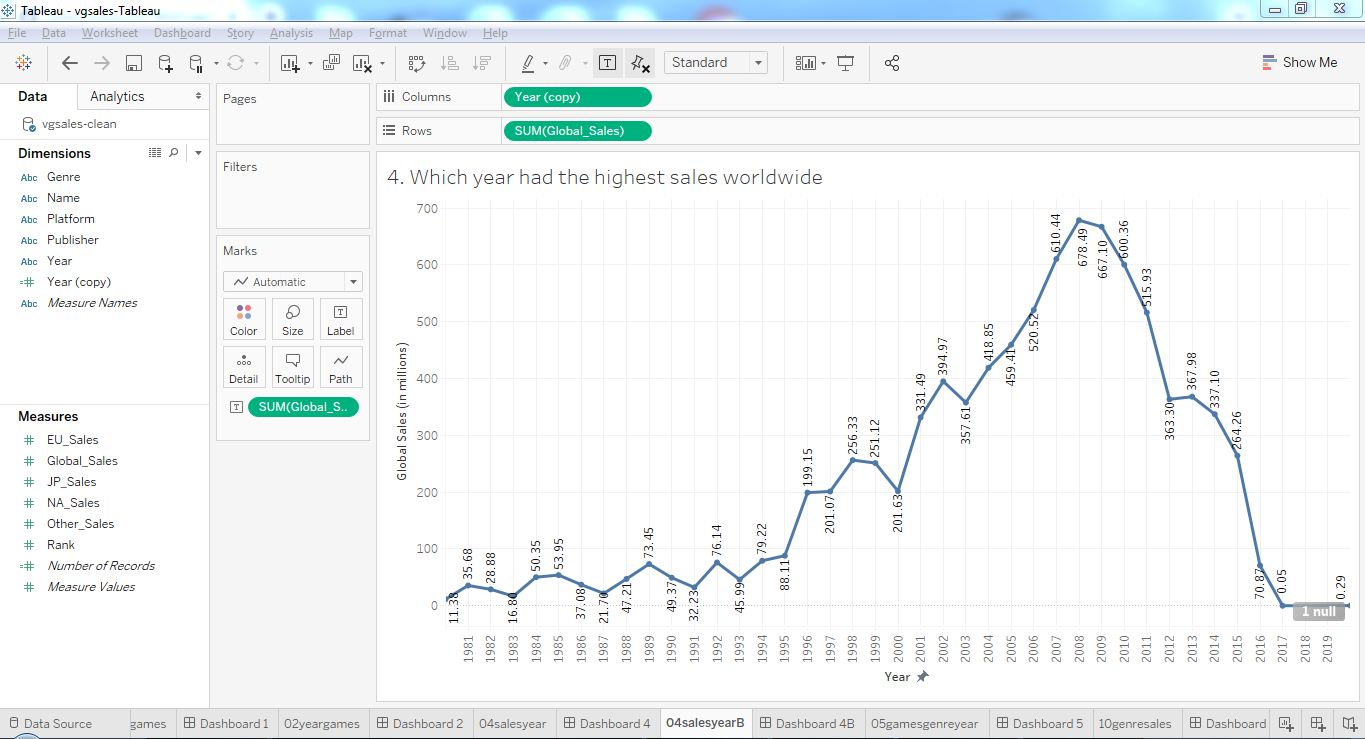 Tableau - vgsales-Tableau
File Data Worksheet Dashboard Story Analysis Map Format Window Help
Standard
Show Me
Data Analytics
vgsales-clean
Dimensions
Abc Genre
Abc Name
Abc Platform
Abc Publisher
Abc Year
=# Year (copy)
Abc Measure Names
Measures
# EU_Sales
# Global_Sales
# JP_Sales
# NA_Sales
# Other_Sales
# Rank
=# Number of Records
# Measure Values
Pages
Filters
Marks
Automatic
Color Size Label
Detail Tooltip Path
SUM(Global_S..
Columns Year (copy)
Rows SUM(Global_Sales)
4. Which year had the highest sales worldwide
Global Sales (in millions)
700
600
500
400
300
200
100
0
11.38
35.68
28.88
16.80
50.35
53.95
37.08
21.70
47.21
73.45
49.37
32.23
76.14
45.99
79.22
88.11
199.15
201.07
256.33
251.12
201.63
331.49
394.97
357.61
418.85
459.41
520.52
610.44
678.49
667.10
600.36
515.93
363.30
367.98
337.10
264.26
70.87
0.05
0.29
1 null
1981 1982 1983 1984 1985 1986 1987 1988 1989 1990 1991 1992 1993 1994 1995 1996 1997 1998 1999 2000 2001 2002 2003 2004 2005 2006 2007 2008 2009 2010 2011 2012 2013 2014 2015 2016 2017 2018 2019
Year
Data Source games Dashboard 1 02yeargames Dashboard 2 04salesyear Dashboard 4 04salesyearB Dashboard 4B 05gamesgenreyear Dashboard 5 10genresales Dashboard